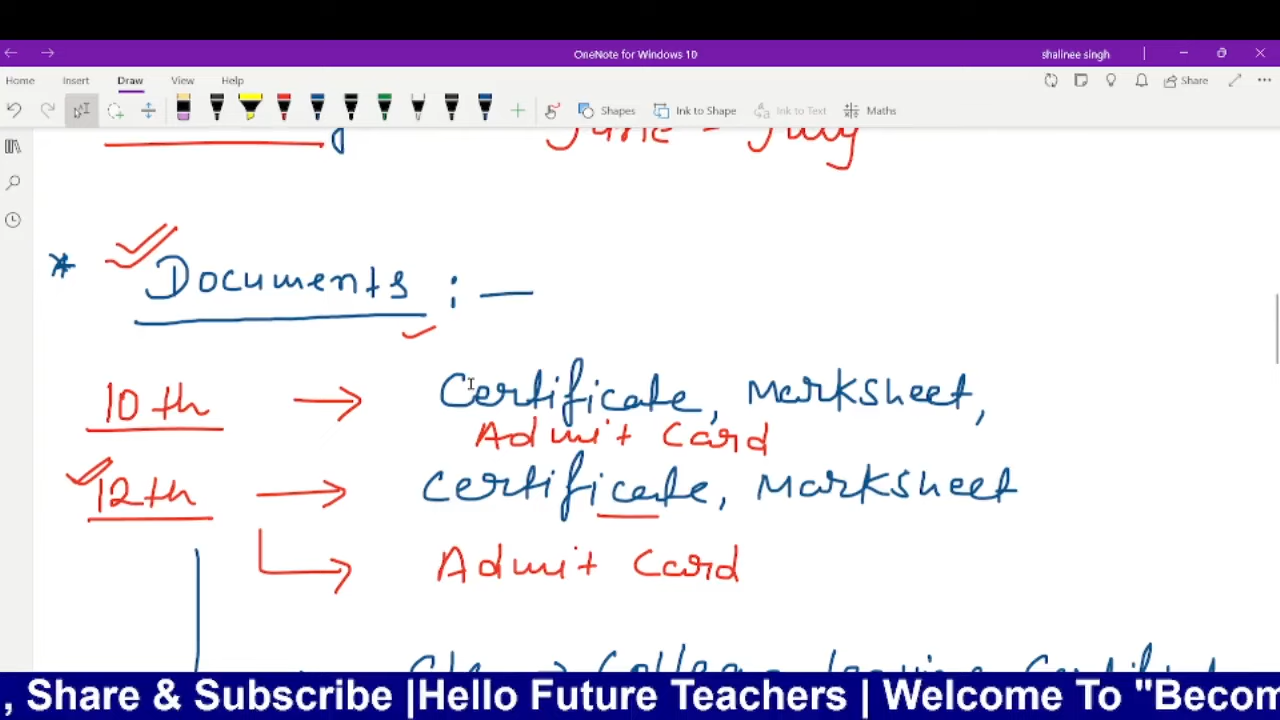 OneNote for Windows 10
shalinee singh
Home Insert Draw View Help
Share
Shapes Ink to Shape Ink to Text Maths
June - July
* Documents : —
10th → Certificate, Marksheet,
Admit Card
12th → Certificate, Marksheet
Admit Card
, Share & Subscribe |Hello Future Teachers | Welcome To "Becom